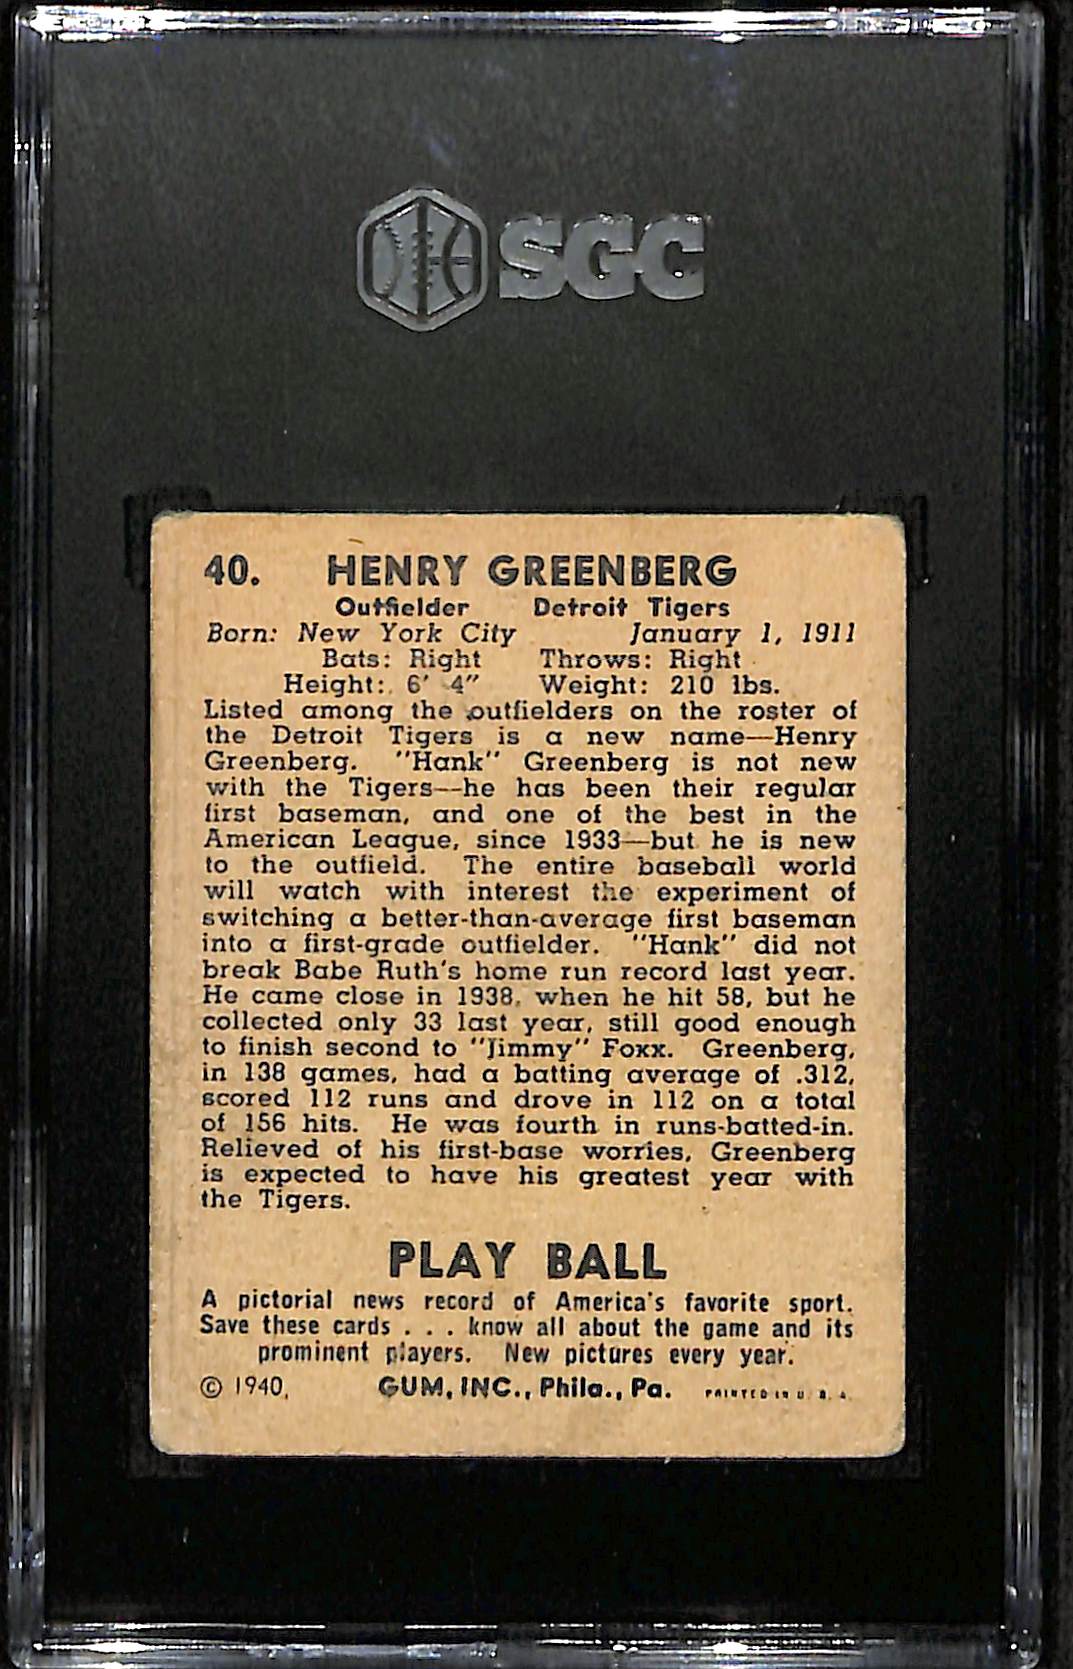 SGC
40. HENRY GREENBERG
Outfielder Detroit Tigers
Born: New York City January 1, 1911
Bats: Right Throws: Right
Height: 6' 4" Weight: 210 lbs.
Listed among the outfielders on the roster of
the Detroit Tigers is a new name—Henry
Greenberg. "Hank" Greenberg is not new
with the Tigers—he has been their regular
first baseman, and one of the best in the
American League, since 1933—but he is new
to the outfield. The entire baseball world
will watch with interest the experiment of
switching a better-than-average first baseman
into a first-grade outfielder. "Hank" did not
break Babe Ruth's home run record last year.
He came close in 1938, when he hit 58, but he
collected only 33 last year, still good enough
to finish second to "Jimmy" Foxx. Greenberg,
in 138 games, had a batting average of .312,
scored 112 runs and drove in 112 on a total
of 156 hits. He was fourth in runs-batted-in.
Relieved of his first-base worries, Greenberg
is expected to have his greatest year with
the Tigers.
PLAY BALL
A pictorial news record of America's favorite sport.
Save these cards . . . know all about the game and its
prominent players. New pictures every year.
© 1940, GUM, INC., Phila., Pa. PRINTED IN U. S. A.